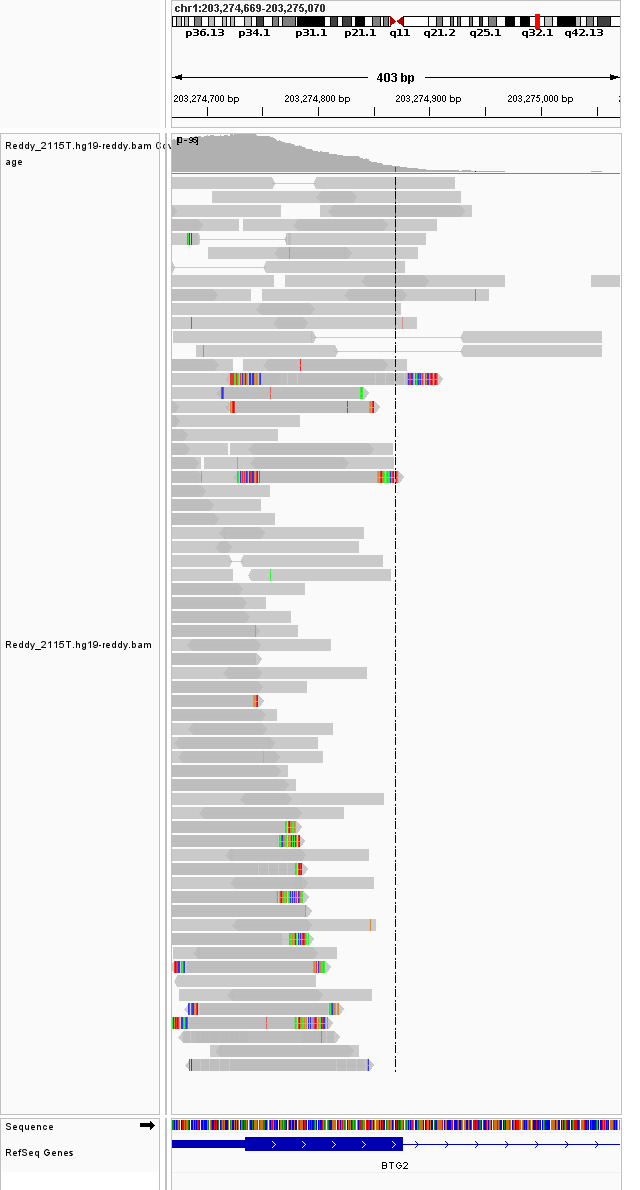 chr1:203,274,669-203,275,070
p36.13 p34.1 p31.1 p21.1 q11 q21.2 q25.1 q32.1 q42.13
403 bp
203,274,700 bp 203,274,800 bp 203,274,900 bp 203,275,000 bp
Reddy_2115T.hg19-reddy.bam Cov
age
Reddy_2115T.hg19-reddy.bam
Sequence
RefSeq Genes
BTG2